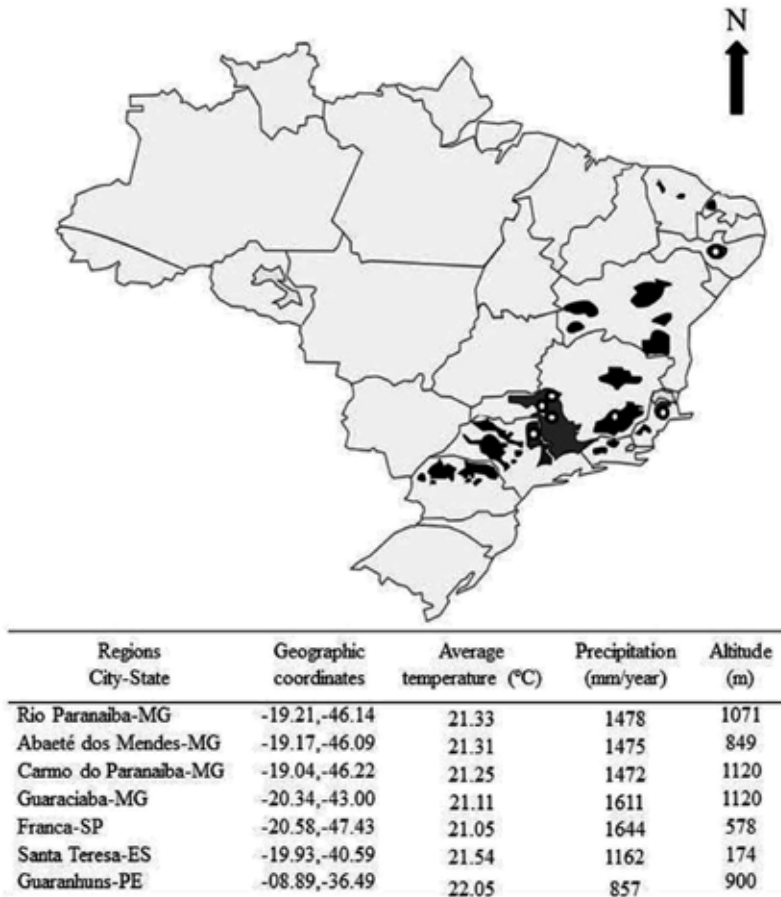 N
Regions Geographic Average Precipitation Altitude
City-State coordinates temperature (°C) (mm/year) (m)
Rio Paranaiba-MG -19.21,-46.14 21.33 1478 1071
Abaeté dos Mendes-MG -19.17,-46.09 21.31 1475 849
Carmo do Paranaiba-MG -19.04,-46.22 21.25 1472 1120
Guaraciaba-MG -20.34,-43.00 21.11 1611 1120
Franca-SP -20.58,-47.43 21.05 1644 578
Santa Teresa-ES -19.93,-40.59 21.54 1162 174
Guaranhuns-PE -08.89,-36.49 22.05 857 900